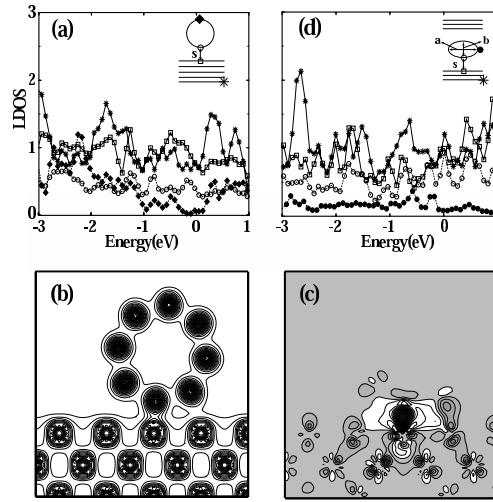 (a)
s
3
2
1
0
LDOS
-3 -2 -1 0 1
Energy(eV)
(d)
a b
s
-3 -2 -1 0
Energy(eV)
(b)
(c)